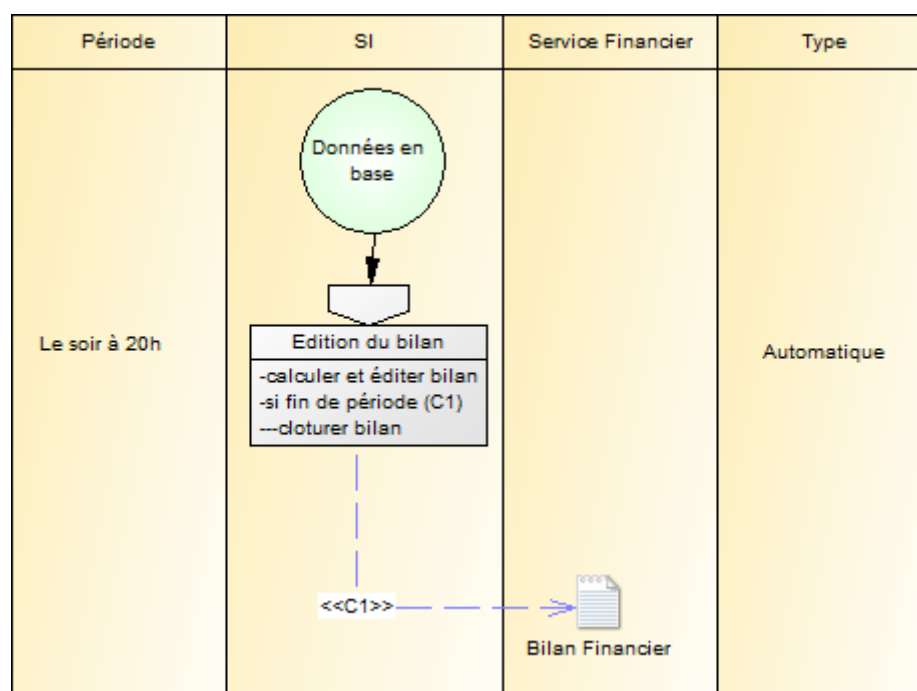 Période
SI
Service Financier
Type
Données en
base
Le soir à 20h
Edition du bilan
-calculer et éditer bilan
-si fin de période (C1)
---cloturer bilan
Automatique
<<C1>>
Bilan Financier